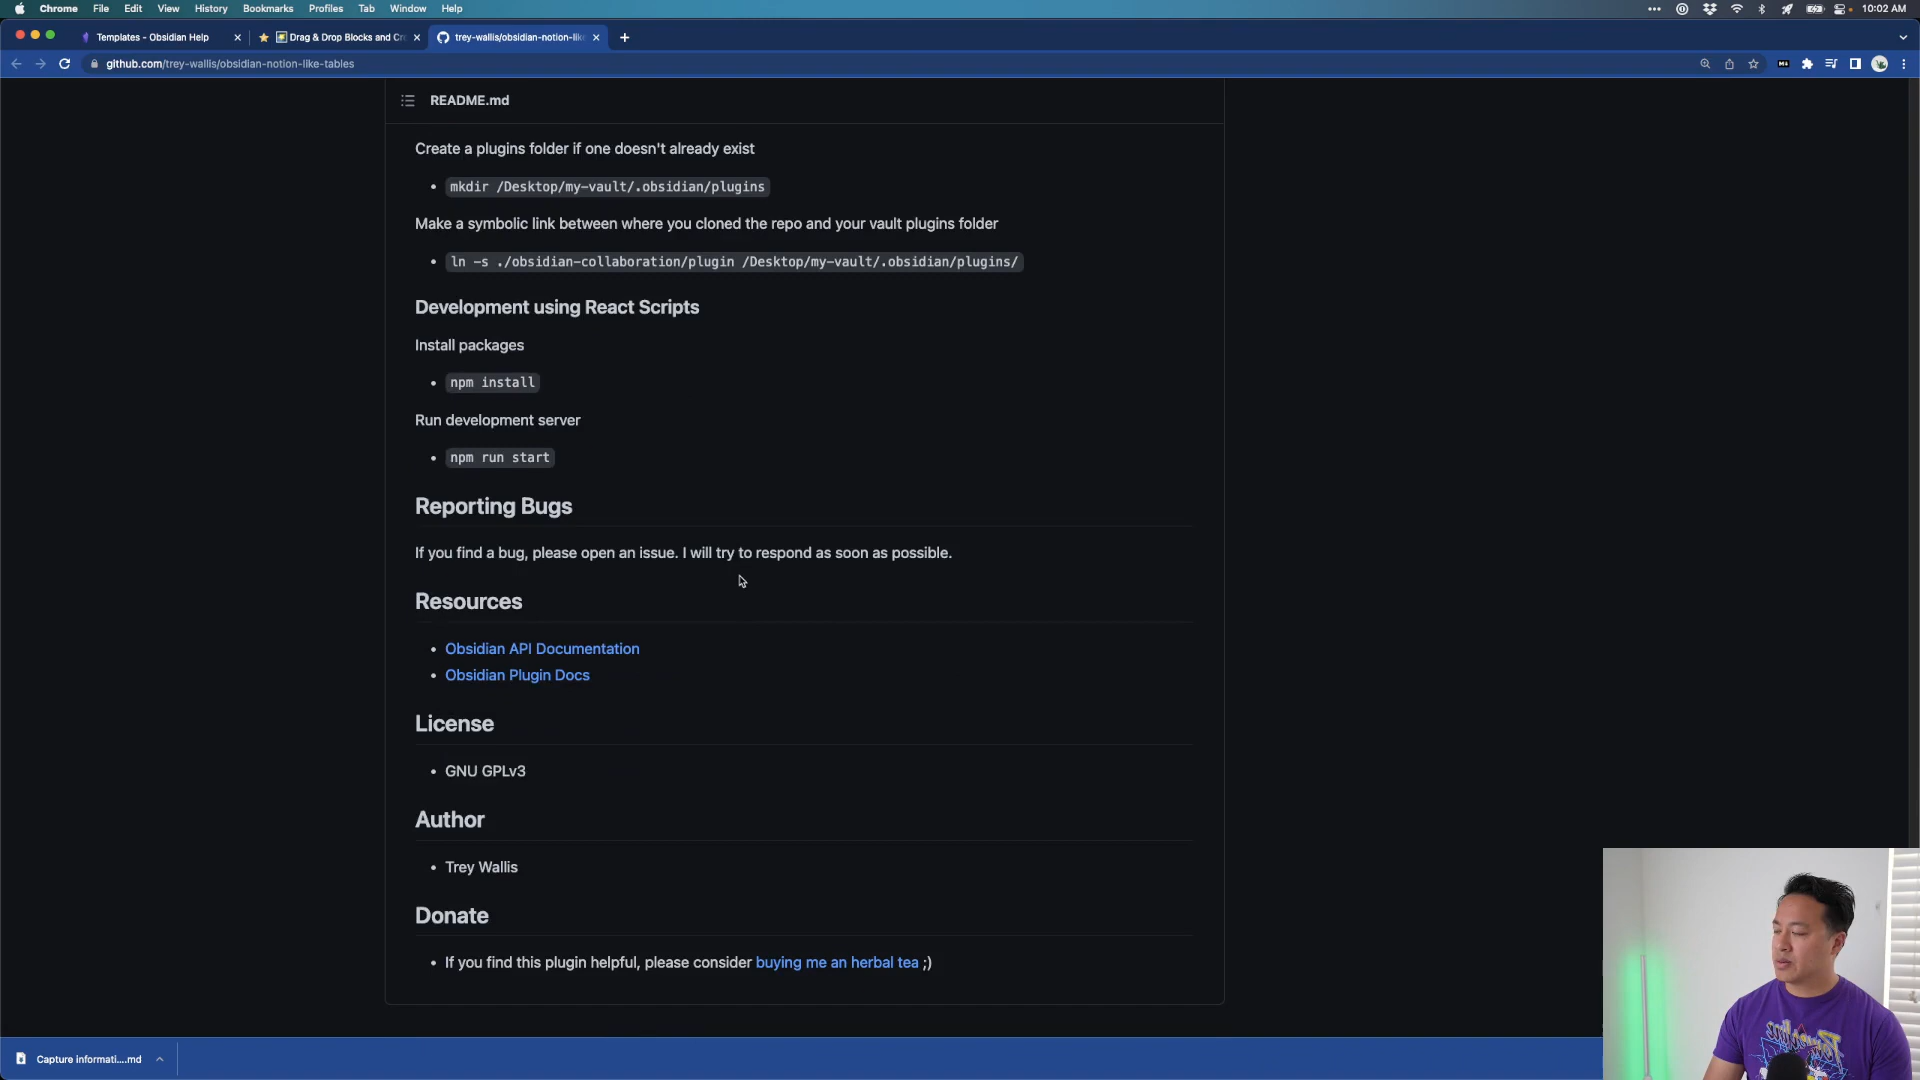 Chrome File Edit View History Bookmarks Profiles Tab Window Help 10:02 AM
Templates - Obsidian Help Drag & Drop Blocks and Cr trey-wallis/obsidian-notion-lik
github.com/trey-wallis/obsidian-notion-like-tables
README.md
Create a plugins folder if one doesn't already exist
• mkdir /Desktop/my-vault/.obsidian/plugins
Make a symbolic link between where you cloned the repo and your vault plugins folder
• ln -s ./obsidian-collaboration/plugin /Desktop/my-vault/.obsidian/plugins/
Development using React Scripts
Install packages
• npm install
Run development server
• npm run start
Reporting Bugs
If you find a bug, please open an issue. I will try to respond as soon as possible.
Resources
• Obsidian API Documentation
• Obsidian Plugin Docs
License
• GNU GPLv3
Author
• Trey Wallis
Donate
• If you find this plugin helpful, please consider buying me an herbal tea ;)
Capture informati....md